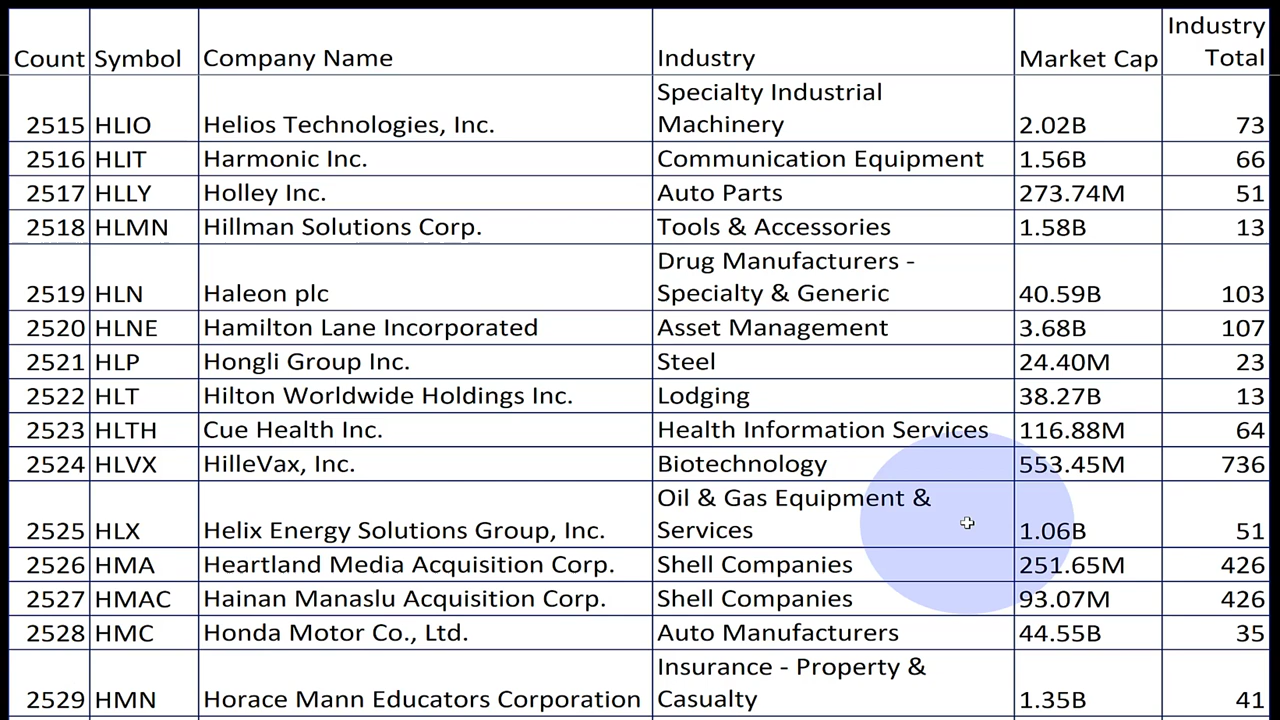 Count Symbol Company Name Industry Market Cap Industry Total
2515 HLIO Helios Technologies, Inc. Specialty Industrial Machinery 2.02B 73
2516 HLIT Harmonic Inc. Communication Equipment 1.56B 66
2517 HLLY Holley Inc. Auto Parts 273.74M 51
2518 HLMN Hillman Solutions Corp. Tools & Accessories 1.58B 13
2519 HLN Haleon plc Drug Manufacturers - Specialty & Generic 40.59B 103
2520 HLNE Hamilton Lane Incorporated Asset Management 3.68B 107
2521 HLP Hongli Group Inc. Steel 24.40M 23
2522 HLT Hilton Worldwide Holdings Inc. Lodging 38.27B 13
2523 HLTH Cue Health Inc. Health Information Services 116.88M 64
2524 HLVX HilleVax, Inc. Biotechnology 553.45M 736
2525 HLX Helix Energy Solutions Group, Inc. Oil & Gas Equipment & Services 1.06B 51
2526 HMA Heartland Media Acquisition Corp. Shell Companies 251.65M 426
2527 HMAC Hainan Manaslu Acquisition Corp. Shell Companies 93.07M 426
2528 HMC Honda Motor Co., Ltd. Auto Manufacturers 44.55B 35
2529 HMN Horace Mann Educators Corporation Insurance - Property & Casualty 1.35B 41